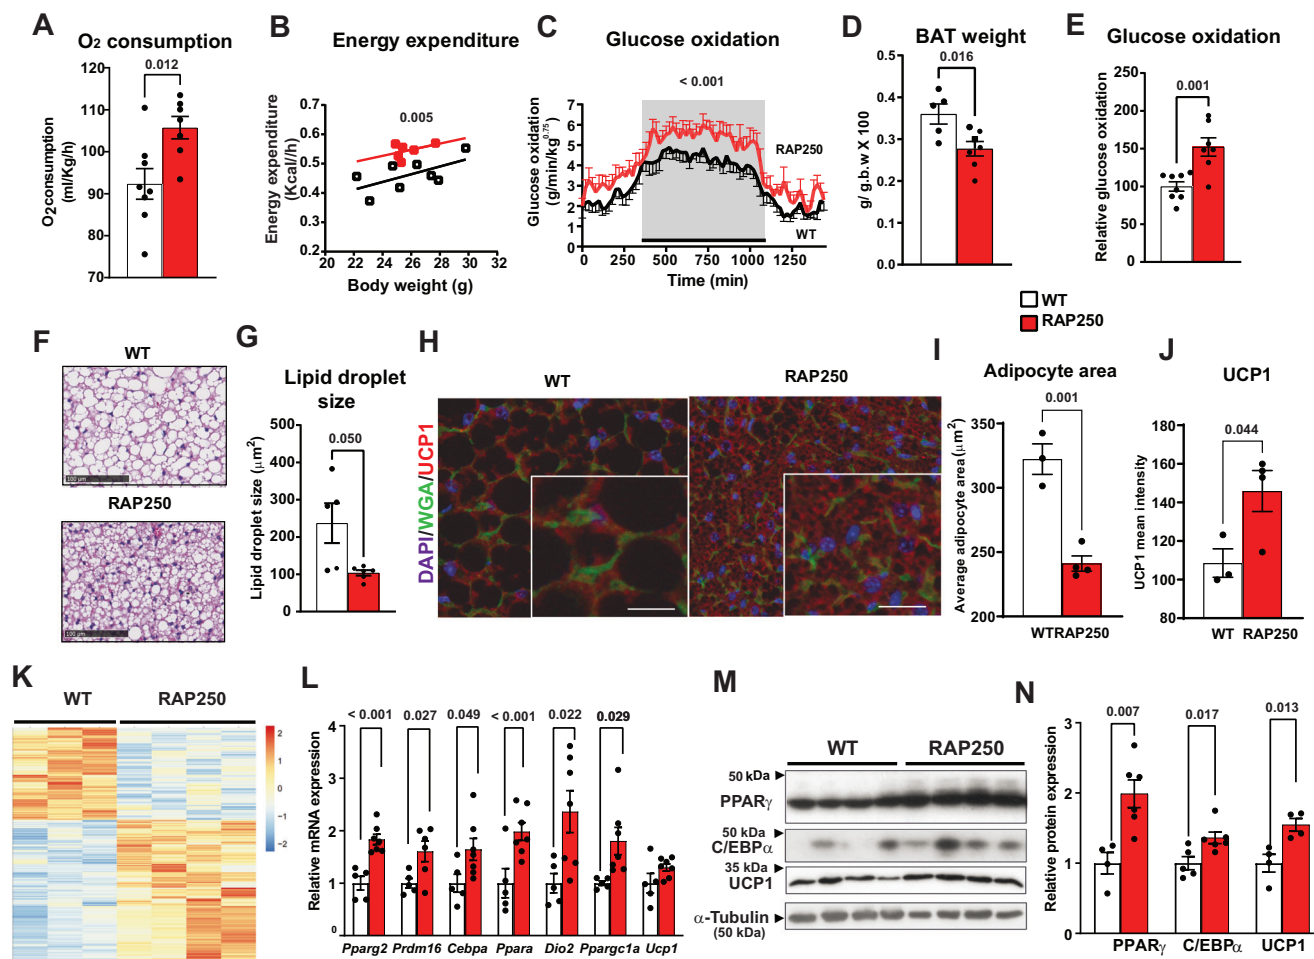 A
O2 consumption
0.012
O2 consumption
(ml/Kg/h)
120
110
100
90
80
70
B
Energy expenditure
0.005
Energy expenditure
(Kcall/h)
0.7
0.6
0.5
0.4
0.3
0.2
20 22 24 26 28 30 32
Body weight (g)
C
Glucose oxidation
< 0.001
Glucose oxidation
(g/min/kg0.75)
7
6
5
4
3
2
1
0
RAP250
WT
0 250 500 750 1000 1250
Time (min)
D
BAT weight
0.016
g/ g.b.w X 100
0.5
0.4
0.3
0.2
0.1
0.0
E
Glucose oxidation
0.001
Relative glucose oxidation
250
200
150
100
50
0
WT
RAP250
F
WT
100 µm
RAP250
100 µm
G
Lipid droplet
size
0.050
Lipid droplet size (µm2)
500
400
300
200
100
0
H
WT RAP250
DAPI/WGA/UCP1
I
Adipocyte area
0.001
Average adipocyte area (µm2)
350
300
250
200
WTRAP250
J
UCP1
0.044
UCP1 mean intensity
180
160
140
120
100
80
WT RAP250
K
WT RAP250
2
1
0
−1
−2
L
< 0.001 0.027 0.049 < 0.001 0.022 0.029
Relative mRNA expression
4
3
2
1
0
Pparg2 Prdm16 Cebpa Ppara Dio2 Ppargc1a Ucp1
M
WT RAP250
50 kDa
PPARγ
50 kDa
C/EBPα
35 kDa
UCP1
α-Tubulin
(50 kDa)
N
0.007 0.017 0.013
Relative protein expression
3
2
1
0
PPARγ C/EBPα UCP1